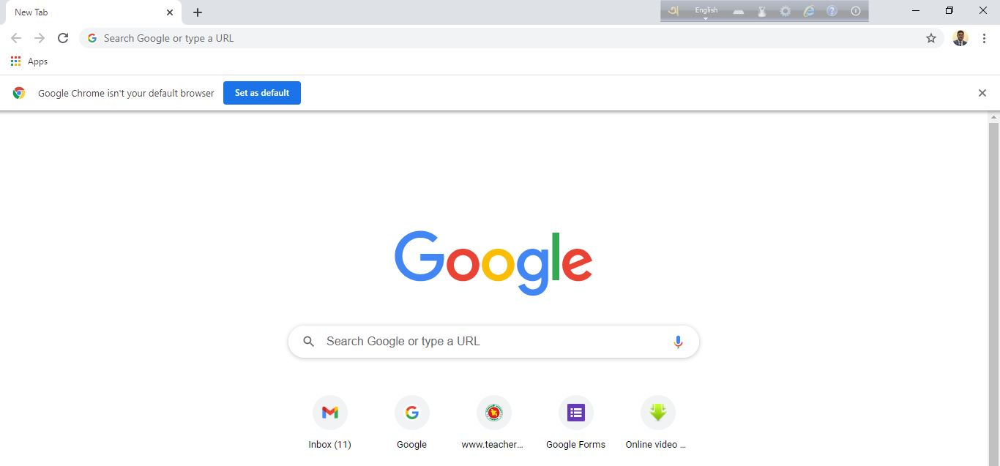 New Tab
অ English
Search Google or type a URL
Apps
Google Chrome isn't your default browser Set as default
Google
Search Google or type a URL
Inbox (11) Google www.teacher... Google Forms Online video ...